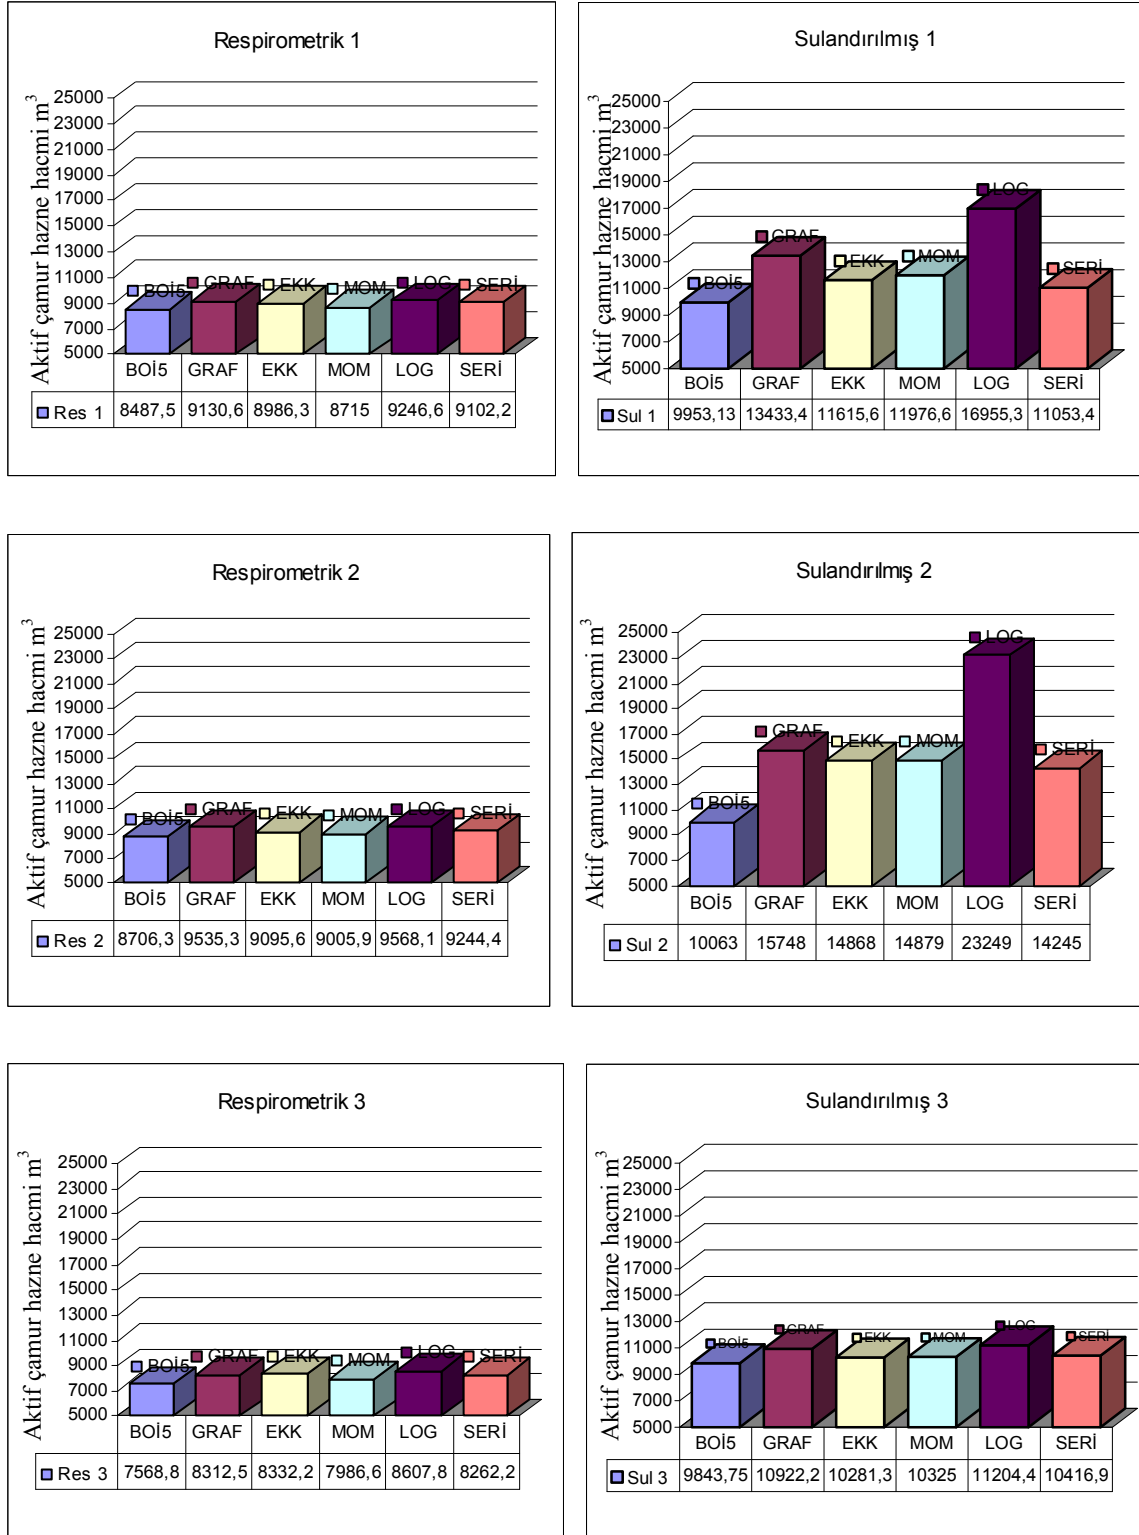 Respirometrik 1
Aktif çamur hazne hacmi m³
25000
23000
21000
19000
17000
15000
13000
11000
9000
7000
5000
BOİ5 GRAF EKK MOM LOG SERİ
BOİ5 GRAF EKK MOM LOG SERİ
Res 1 8487,5 9130,6 8986,3 8715 9246,6 9102,2
Sulandırılmış 1
Aktif çamur hazne hacmi m³
25000
23000
21000
19000
17000
15000
13000
11000
9000
7000
5000
BOİ5 GRAF EKK MOM LOG SERİ
BOİ5 GRAF EKK MOM LOG SERİ
Sul 1 9953,13 13433,4 11615,6 11976,6 16955,3 11053,4
Respirometrik 2
Aktif çamur hazne hacmi m³
25000
23000
21000
19000
17000
15000
13000
11000
9000
7000
5000
BOİ5 GRAF EKK MOM LOG SERİ
BOİ5 GRAF EKK MOM LOG SERİ
Res 2 8706,3 9535,3 9095,6 9005,9 9568,1 9244,4
Sulandırılmış 2
Aktif çamur hazne hacmi m³
25000
23000
21000
19000
17000
15000
13000
11000
9000
7000
5000
BOİ5 GRAF EKK MOM LOG SERİ
BOİ5 GRAF EKK MOM LOG SERİ
Sul 2 10063 15748 14868 14879 23249 14245
Respirometrik 3
Aktif çamur hazne hacmi m³
25000
23000
21000
19000
17000
15000
13000
11000
9000
7000
5000
BOİ5 GRAF EKK MOM LOG SERİ
BOİ5 GRAF EKK MOM LOG SERİ
Res 3 7568,8 8312,5 8332,2 7986,6 8607,8 8262,2
Sulandırılmış 3
Aktif çamur hazne hacmi m³
25000
23000
21000
19000
17000
15000
13000
11000
9000
7000
5000
BOİ5 GRAF EKK MOM LOG SERİ
BOİ5 GRAF EKK MOM LOG SERİ
Sul 3 9843,75 10922,2 10281,3 10325 11204,4 10416,9